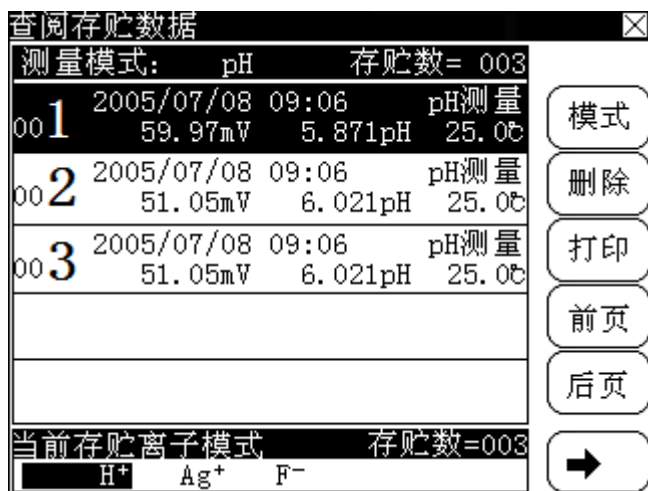 查阅存贮数据
测量模式: pH 存贮数= 003
001 2005/07/08 09:06 pH测量
59.97mV 5.871pH 25.0℃
002 2005/07/08 09:06 pH测量
51.05mV 6.021pH 25.0℃
003 2005/07/08 09:06 pH测量
51.05mV 6.021pH 25.0℃
当前存贮离子模式 存贮数=003
H⁺ Ag⁺ F⁻
模式
删除
打印
前页
后页